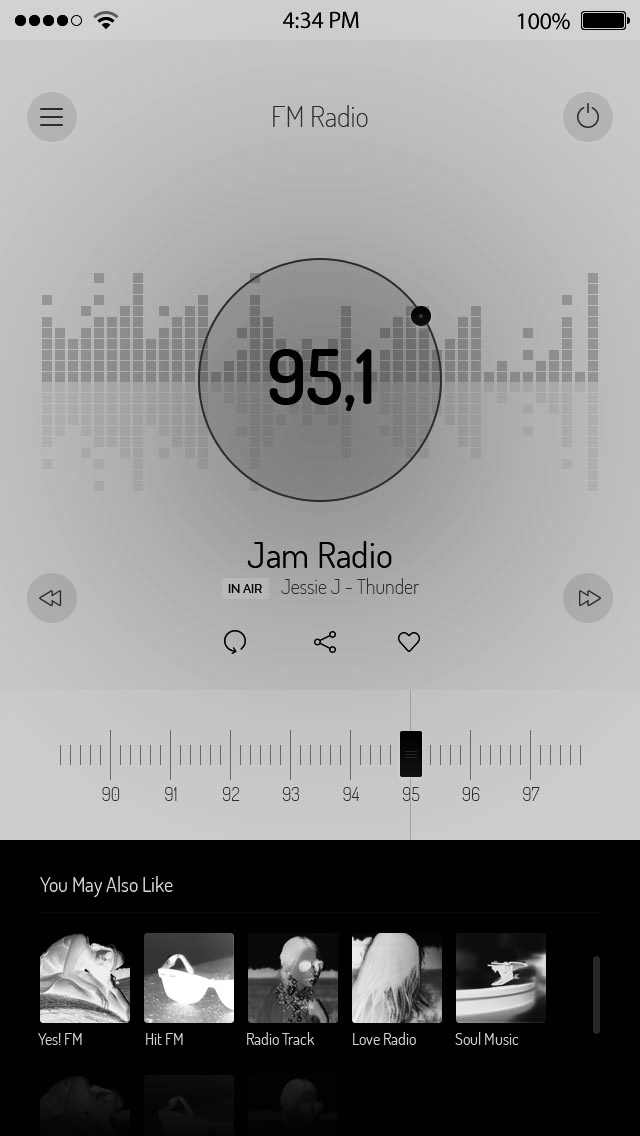 4:34 PM 100%
FM Radio
95,1
Jam Radio
IN AIR Jessie J - Thunder
90 91 92 93 94 95 96 97
You May Also Like
Yes! FM Hit FM Radio Track Love Radio Soul Music